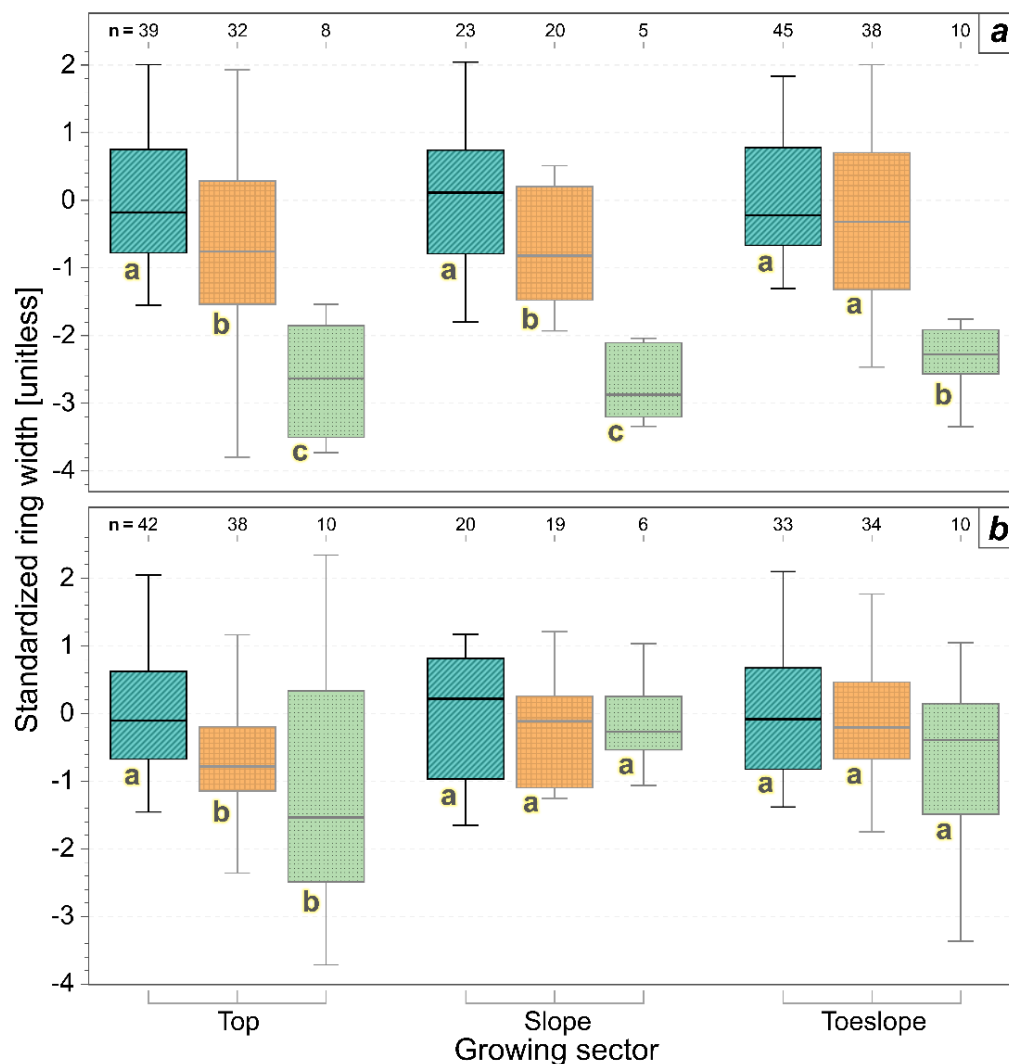 n = 39 32 8 23 20 5 45 38 10 a
2
1
0
-1
-2
-3
-4
a b c a b c a a b
Standardized ring width [unitless]
n = 42 38 10 20 19 6 33 34 10 b
2
1
0
-1
-2
-3
-4
a b b a a a a a a
Top Slope Toeslope
Growing sector